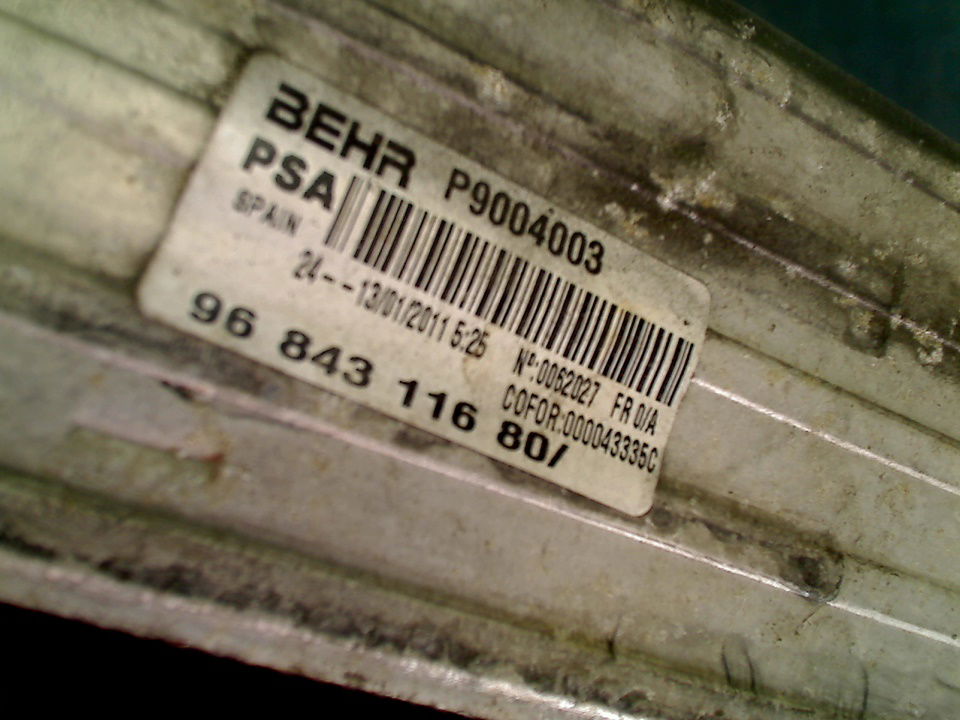 BEHR P9004003
PSA
SPAIN
24--13/01/2011 5:25 Nº:0062027 FR 0/A
COFOR:000043335C
96 843 116 80/